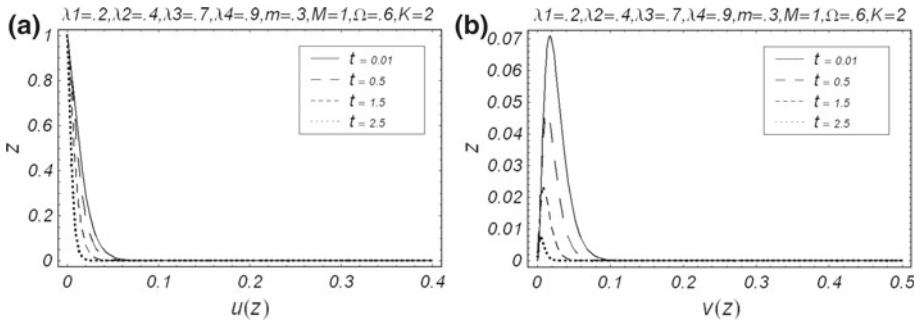 λ1=.2,λ2=.4,λ3=.7,λ4=.9,m=.3,M=1,Ω=.6,K=2
(a)
1
0.8
0.6
0.4
0.2
0
z
t = 0.01
t = 0.5
t = 1.5
t = 2.5
0 0.1 0.2 0.3 0.4
u(z)
λ1=.2,λ2=.4,λ3=.7,λ4=.9,m=.3,M=1,Ω=.6,K=2
(b)
0.07
0.06
0.05
0.04
0.03
0.02
0.01
0
z
t = 0.01
t = 0.5
t = 1.5
t = 2.5
0 0.1 0.2 0.3 0.4 0.5
v(z)